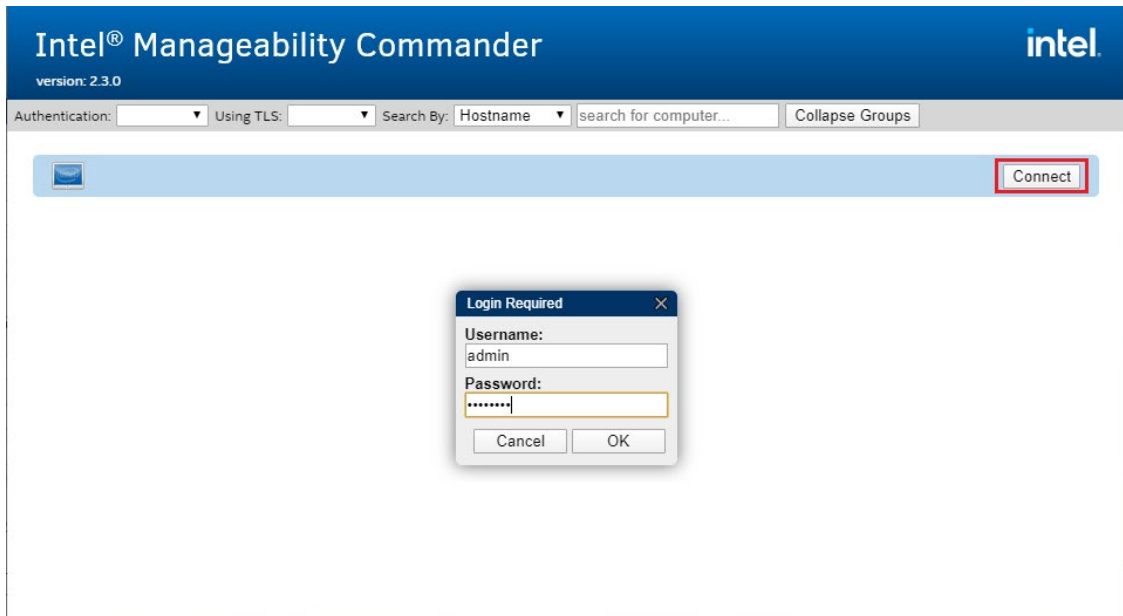 Intel® Manageability Commander
intel.
version: 2.3.0
Authentication: Using TLS: Search By: Hostname search for computer... Collapse Groups
Connect
Login Required
Username:
admin
Password:
••••••••
Cancel OK